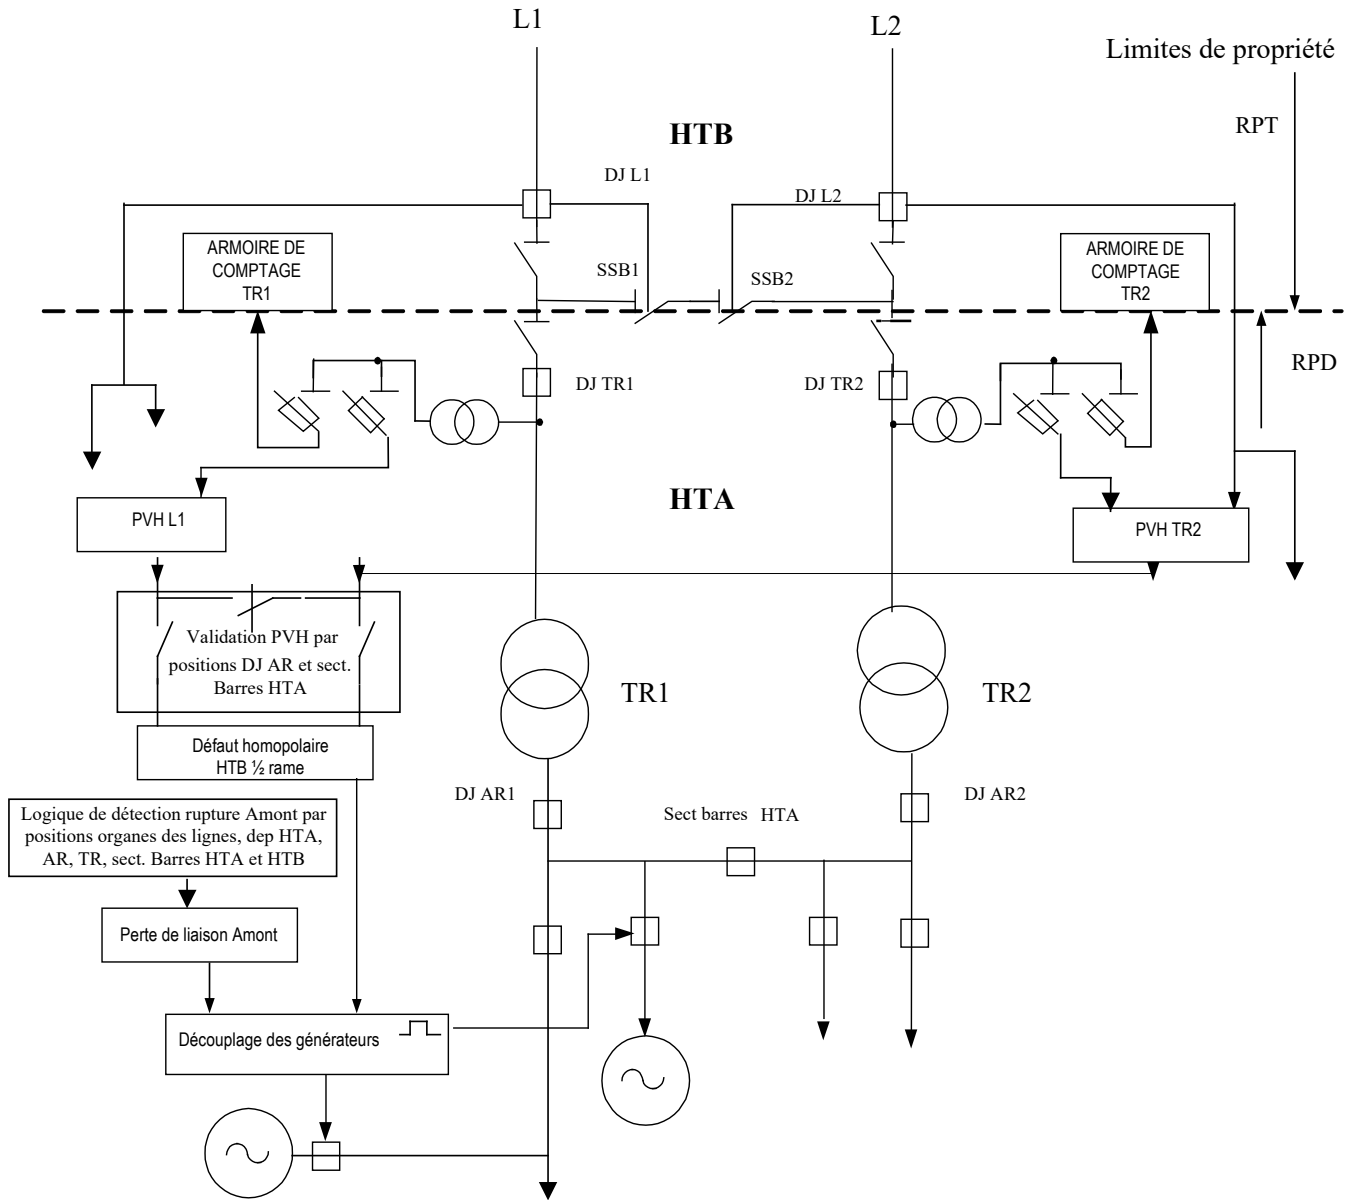 L1
L2
Limites de propriété
RPT
HTB
DJ L1
DJ L2
ARMOIRE DE
COMPTAGE
TR1
SSB1
SSB2
ARMOIRE DE
COMPTAGE
TR2
RPD
DJ TR1
DJ TR2
HTA
PVH L1
PVH TR2
Validation PVH par
positions DJ AR et sect.
Barres HTA
TR1
TR2
Défaut homopolaire
HTB ½ rame
DJ AR1
Sect barres HTA
DJ AR2
Logique de détection rupture Amont par
positions organes des lignes, dep HTA,
AR, TR, sect. Barres HTA et HTB
Perte de liaison Amont
Découplage des générateurs